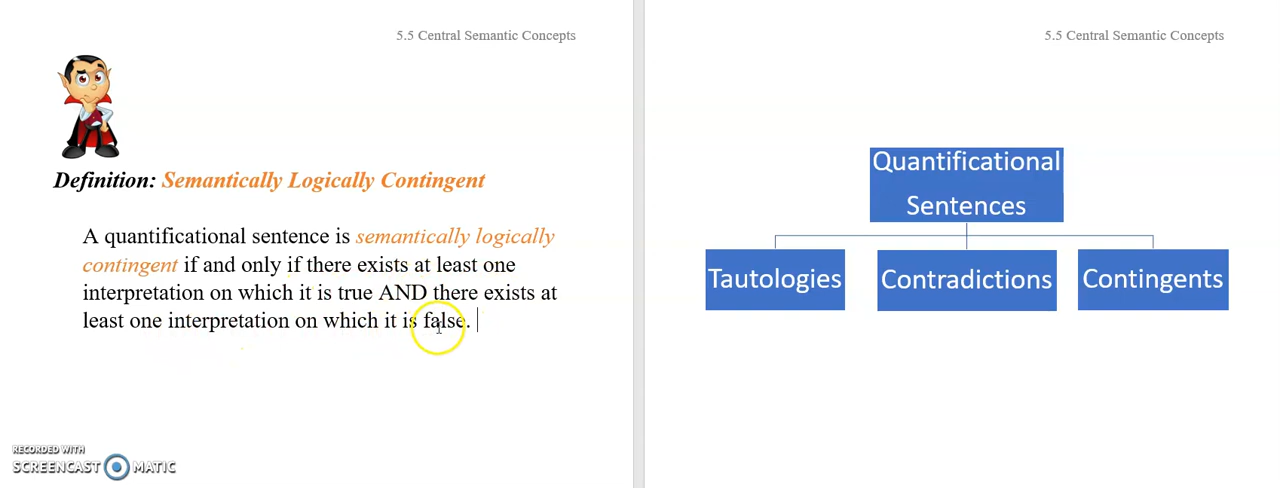 5.5 Central Semantic Concepts
Definition: Semantically Logically Contingent
A quantificational sentence is semantically logically
contingent if and only if there exists at least one
interpretation on which it is true AND there exists at
least one interpretation on which it is false.
RECORDED WITH
SCREENCAST MATIC
5.5 Central Semantic Concepts
Quantificational
Sentences
Tautologies
Contradictions
Contingents